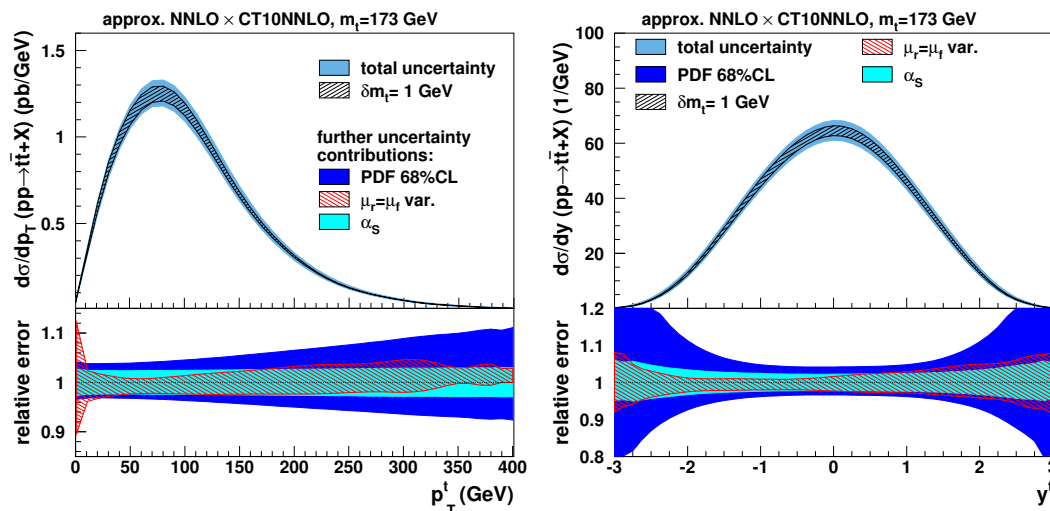 approx. NNLO × CT10NNLO, m_t=173 GeV
dσ/dp_T (pp→tt̄+X) (pb/GeV)
1.5
1
0.5
total uncertainty
δm_t= 1 GeV
further uncertainty
contributions:
PDF 68%CL
μ_r=μ_f var.
α_S
relative error
1.1
1
0.9
0 50 100 150 200 250 300 350 400
p^t_T (GeV)
approx. NNLO × CT10NNLO, m_t=173 GeV
dσ/dy (pp→tt̄+X) (1/GeV)
100
80
60
40
20
total uncertainty
PDF 68%CL
δm_t= 1 GeV
μ_r=μ_f var.
α_S
relative error
1.2
1.1
1
0.9
0.8
-3 -2 -1 0 1 2 3
y^t